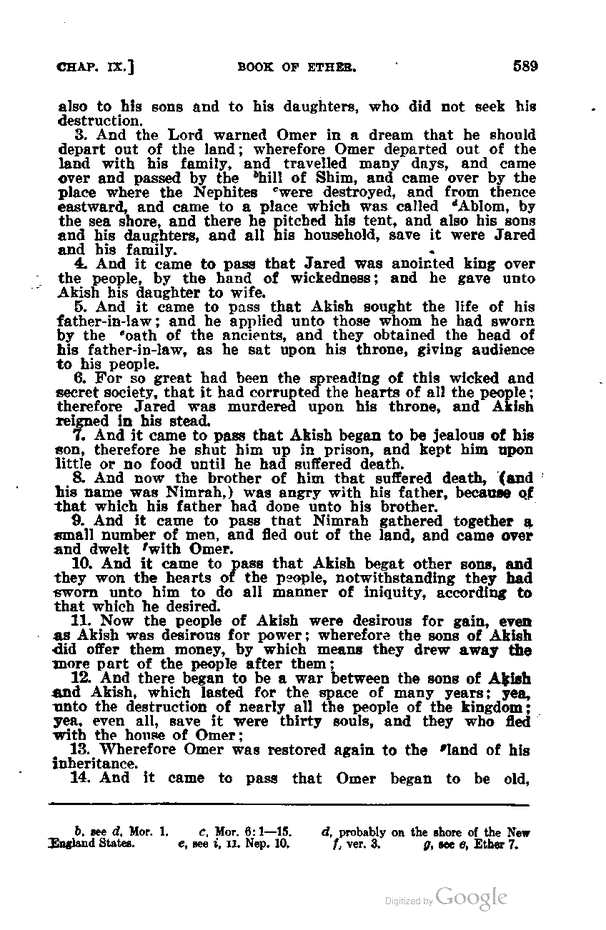 CHAP. IX.] BOOK OF ETHER. 589
also to his sons and to his daughters, who did not seek his
destruction.
3. And the Lord warned Omer in a dream that he should
depart out of the land; wherefore Omer departed out of the
land with his family, and travelled many days, and came
over and passed by the ᵇhill of Shim, and came over by the
place where the Nephites ᶜwere destroyed, and from thence
eastward, and came to a place which was called ᵈAblom, by
the sea shore, and there he pitched his tent, and also his sons
and his daughters, and all his household, save it were Jared
and his family.
4. And it came to pass that Jared was anointed king over
the people, by the hand of wickedness; and he gave unto
Akish his daughter to wife.
5. And it came to pass that Akish sought the life of his
father-in-law; and he applied unto those whom he had sworn
by the ᵉoath of the ancients, and they obtained the head of
his father-in-law, as he sat upon his throne, giving audience
to his people.
6. For so great had been the spreading of this wicked and
secret society, that it had corrupted the hearts of all the people;
therefore Jared was murdered upon his throne, and Akish
reigned in his stead.
7. And it came to pass that Akish began to be jealous of his
son, therefore he shut him up in prison, and kept him upon
little or no food until he had suffered death.
8. And now the brother of him that suffered death, (and
his name was Nimrah,) was angry with his father, because of
that which his father had done unto his brother.
9. And it came to pass that Nimrah gathered together a
small number of men, and fled out of the land, and came over
and dwelt ᶠwith Omer.
10. And it came to pass that Akish begat other sons, and
they won the hearts of the people, notwithstanding they had
sworn unto him to do all manner of iniquity, according to
that which he desired.
11. Now the people of Akish were desirous for gain, even
as Akish was desirous for power; wherefore the sons of Akish
did offer them money, by which means they drew away the
more part of the people after them;
12. And there began to be a war between the sons of Akish
and Akish, which lasted for the space of many years; yea,
unto the destruction of nearly all the people of the kingdom;
yea, even all, save it were thirty souls, and they who fled
with the house of Omer;
13. Wherefore Omer was restored again to the ᵍland of his
inheritance.
14. And it came to pass that Omer began to be old,
b, see d, Mor. 1. c, Mor. 6:1—15. d, probably on the shore of the New
England States. e, see i, II. Nep. 10. f, ver. 3. g, see e, Ether 7.
Digitized by Google